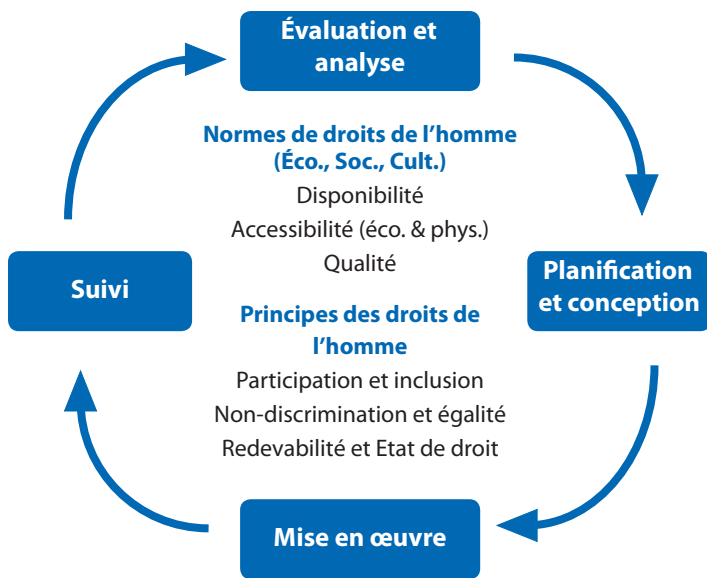 Évaluation et
analyse
Normes de droits de l’homme
(Éco., Soc., Cult.)
Disponibilité
Accessibilité (éco. & phys.)
Qualité
Suivi
Planification
et conception
Principes des droits de
l’homme
Participation et inclusion
Non-discrimination et égalité
Redevabilité et Etat de droit
Mise en œuvre